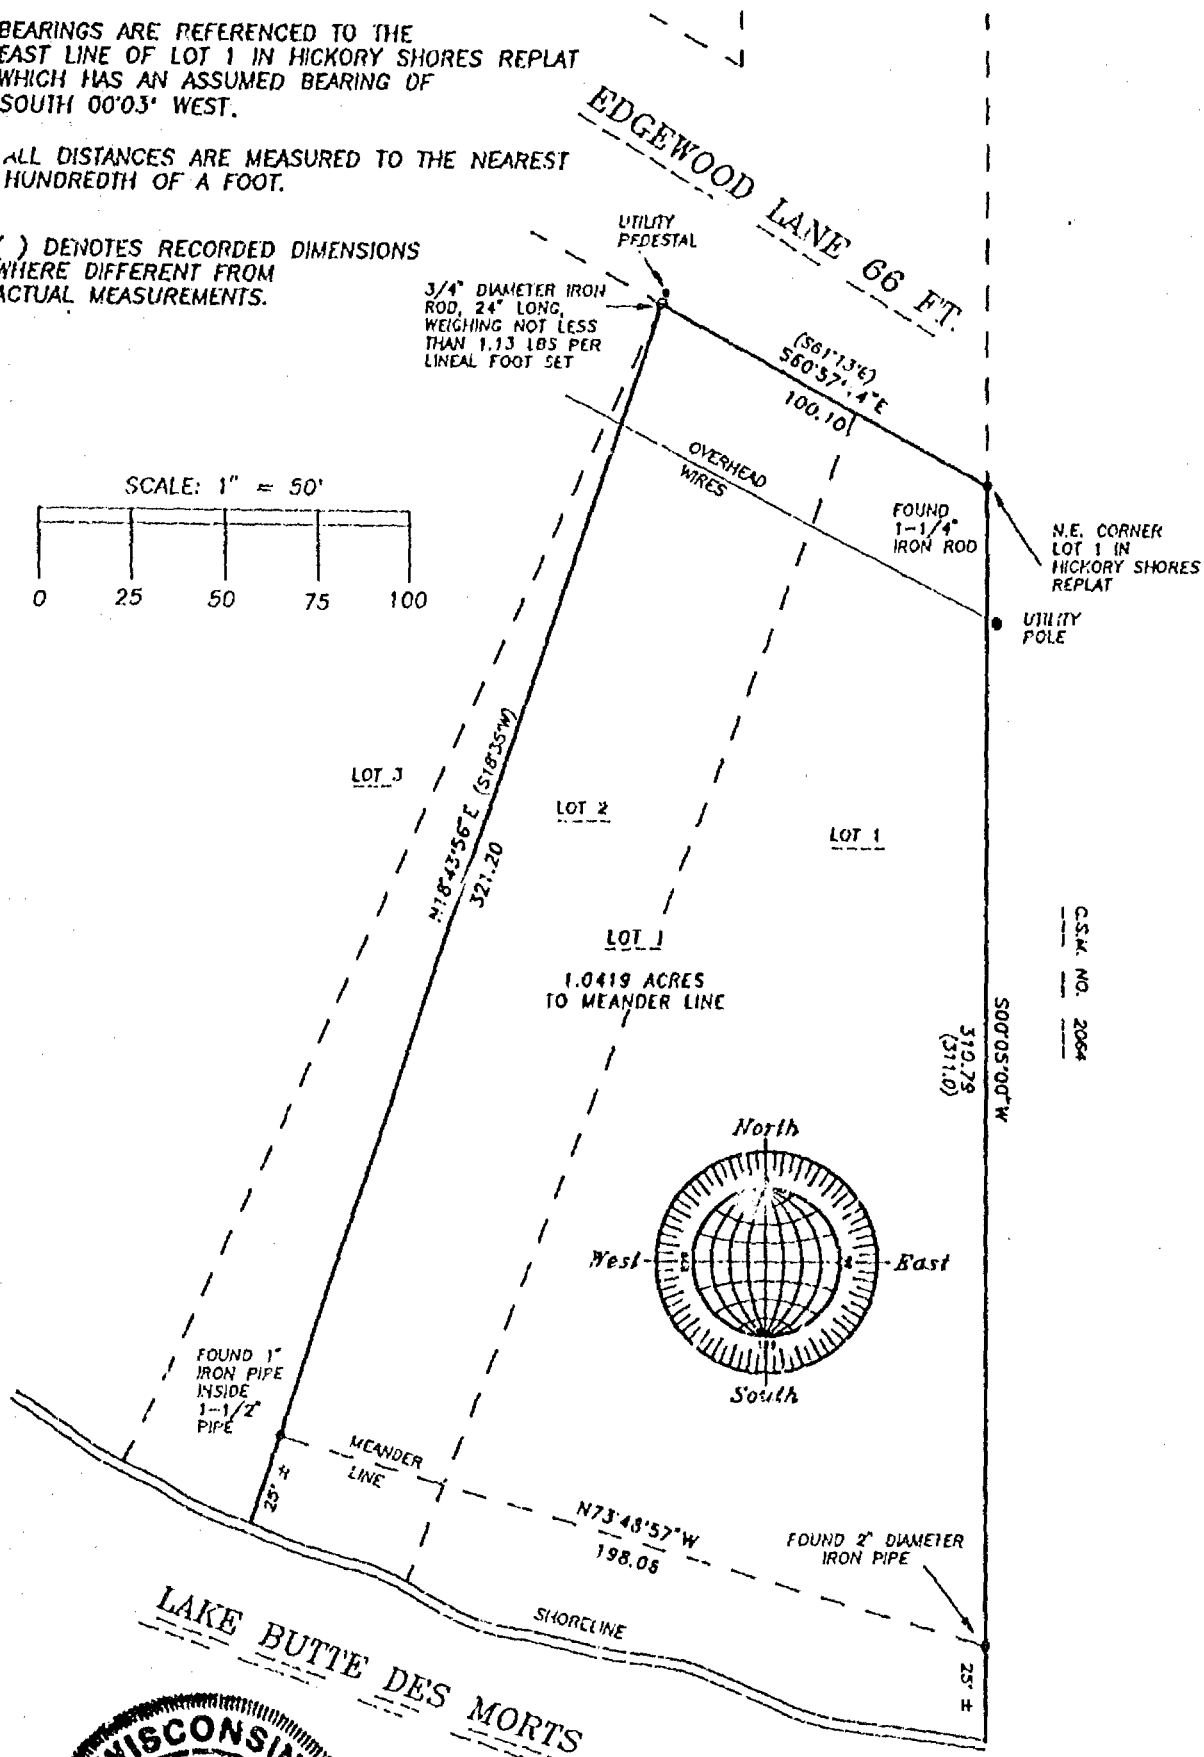 BEARINGS ARE REFERENCED TO THE
EAST LINE OF LOT 1 IN HICKORY SHORES REPLAT
WHICH HAS AN ASSUMED BEARING OF
SOUTH 00°03' WEST.
ALL DISTANCES ARE MEASURED TO THE NEAREST
HUNDREDTH OF A FOOT.
( ) DENOTES RECORDED DIMENSIONS
WHERE DIFFERENT FROM
ACTUAL MEASUREMENTS.
EDGEWOOD LANE 66 FT.
UTILITY
PEDESTAL
3/4" DIAMETER IRON
ROD, 24" LONG,
WEIGHING NOT LESS
THAN 1.13 LBS PER
LINEAL FOOT SET
(S61°13'E)
100.10
SCALE: 1" = 50'
0 25 50 75 100
OVERHEAD
WIRES
FOUND
1-1/4"
IRON ROD
N.E. CORNER
LOT 1 IN
HICKORY SHORES
REPLAT
UTILITY
POLE
LOT 3
N18°43'56"E (S18°35'W)
321.20
LOT 2
LOT 1
LOT 1
1.0419 ACRES
TO MEANDER LINE
C.S.M. NO. 2064
S00°05'00"W
310.79
(311.0)
North
West
East
South
FOUND 1"
IRON PIPE
INSIDE
1-1/2"
PIPE
25' ±
MEANDER
LINE
N73°48'57"W
198.05
FOUND 2" DIAMETER
IRON PIPE
25' ±
SHORELINE
LAKE BUTTE DES MORTS
WISCONSIN